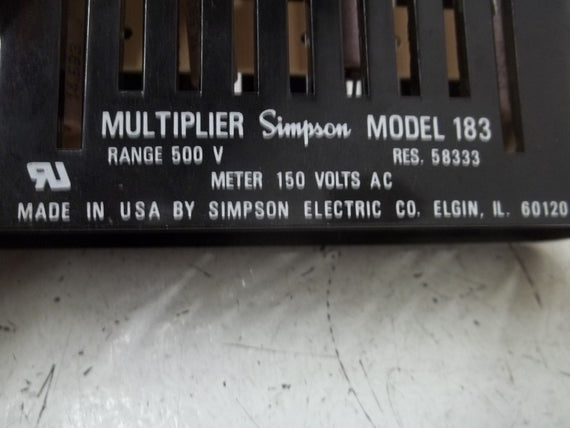 MULTIPLIER Simpson MODEL 183
RANGE 500 V RES. 58333
METER 150 VOLTS AC
MADE IN USA BY SIMPSON ELECTRIC CO. ELGIN, IL. 60120